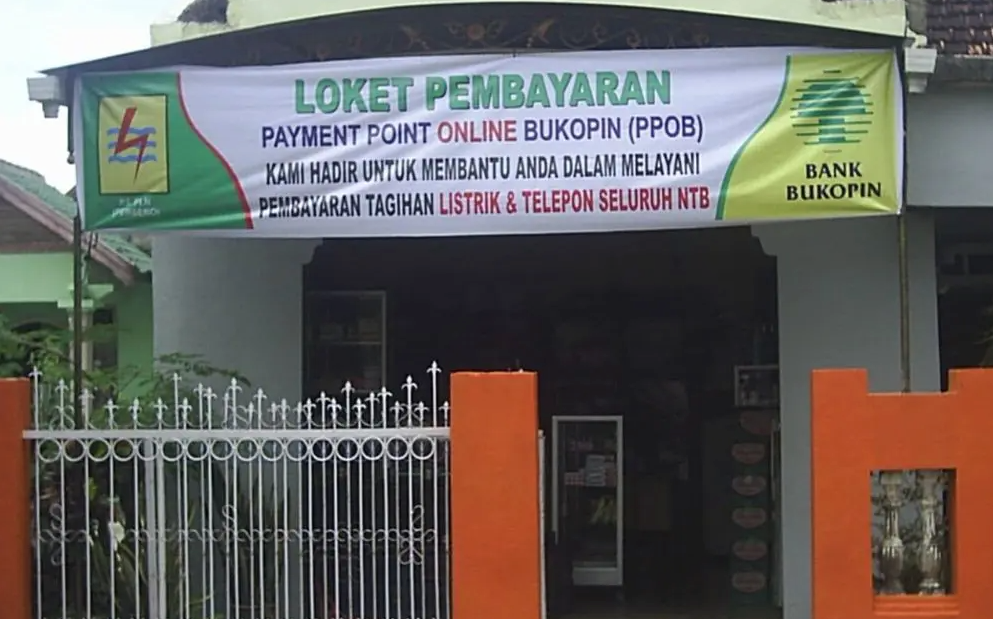 LOKET PEMBAYARAN
PAYMENT POINT ONLINE BUKOPIN (PPOB)
KAMI HADIR UNTUK MEMBANTU ANDA DALAM MELAYANI
PEMBAYARAN TAGIHAN LISTRIK & TELEPON SELURUH NTB
BANK
BUKOPIN